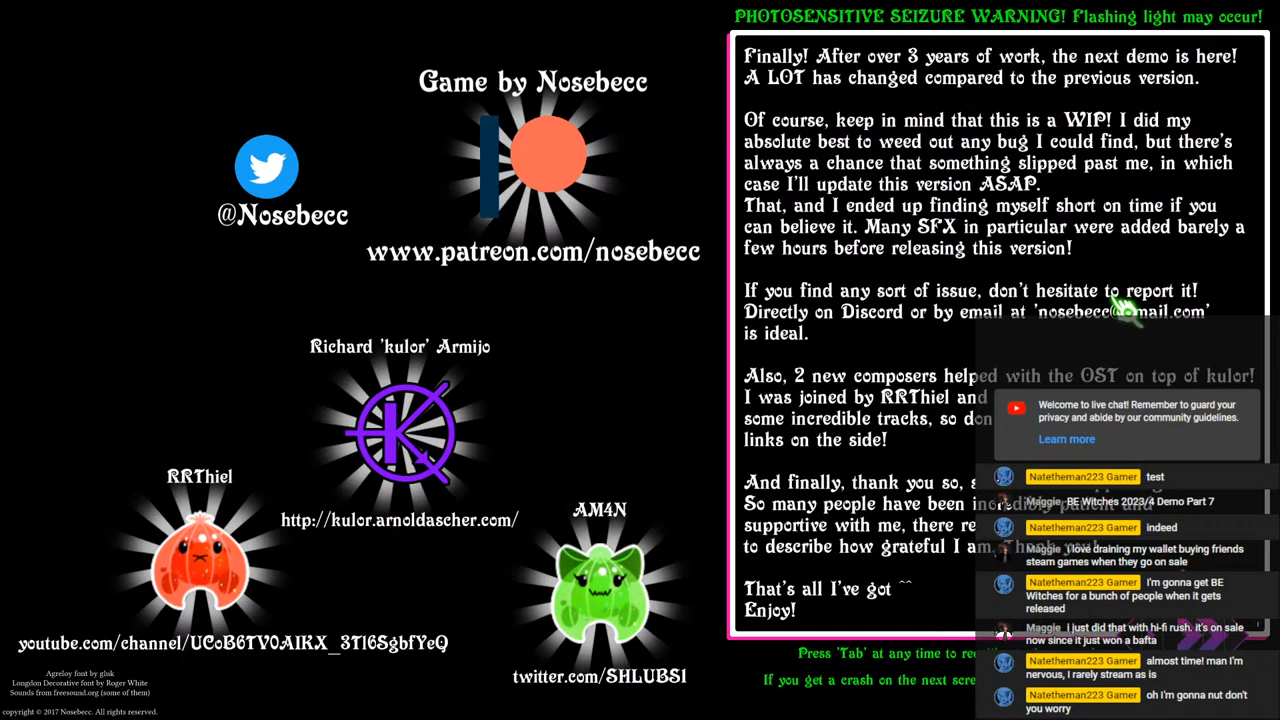 PHOTOSENSITIVE SEIZURE WARNING! Flashing light may occur!
Game by Nosebecc
@Nosebecc
www.patreon.com/nosebecc
Richard 'kulor' Armijo
http://kulor.arnoldascher.com/
RRThiel
youtube.com/channel/UCoB6TV0AIKX_3Tl6SgbfYeQ
AM4N
twitter.com/SHLUBS1
Agreloy font by gluk
Longdon Decorative font by Roger White
Sounds from freesound.org (some of them)
copyright © 2017 Nosebecc. All rights reserved.
Finally! After over 3 years of work, the next demo is here!
A LOT has changed compared to the previous version.
Of course, keep in mind that this is a WIP! I did my
absolute best to weed out any bug I could find, but there's
always a chance that something slipped past me, in which
case I'll update this version ASAP.
That, and I ended up finding myself short on time if you
can believe it. Many SFX in particular were added barely a
few hours before releasing this version!
If you find any sort of issue, don't hesitate to report it!
Directly on Discord or by email at 'nosebecc@gmail.com'
is ideal.
Also, 2 new composers helped with the OST on top of kulor!
I was joined by RRThiel and
some incredible tracks, so don
links on the side!
And finally, thank you so, s
So many people have been incredibly patient and
supportive with me, there re
to describe how grateful I am. Thank you!
That's all I've got ^^
Enjoy!
Press 'Tab' at any time to re
If you get a crash on the next scre
Welcome to live chat! Remember to guard your
privacy and abide by our community guidelines.
Learn more
Natetheman223 Gamer test
Maggie BE Witches 2023/4 Demo Part 7
Natetheman223 Gamer indeed
Maggie i love draining my wallet buying friends
steam games when they go on sale
Natetheman223 Gamer I'm gonna get BE
Witches for a bunch of people when it gets
released
Maggie i just did that with hi-fi rush. it's on sale
now since it just won a bafta
Natetheman223 Gamer almost time! man I'm
nervous, I rarely stream as is
Natetheman223 Gamer oh I'm gonna nut don't
you worry